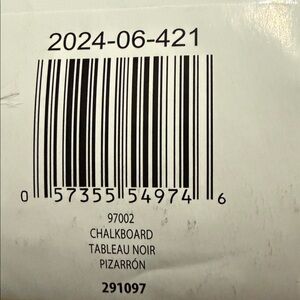 2024-06-421
0 57355 54974 6
97002
CHALKBOARD
TABLEAU NOIR
PIZARRÓN
291097